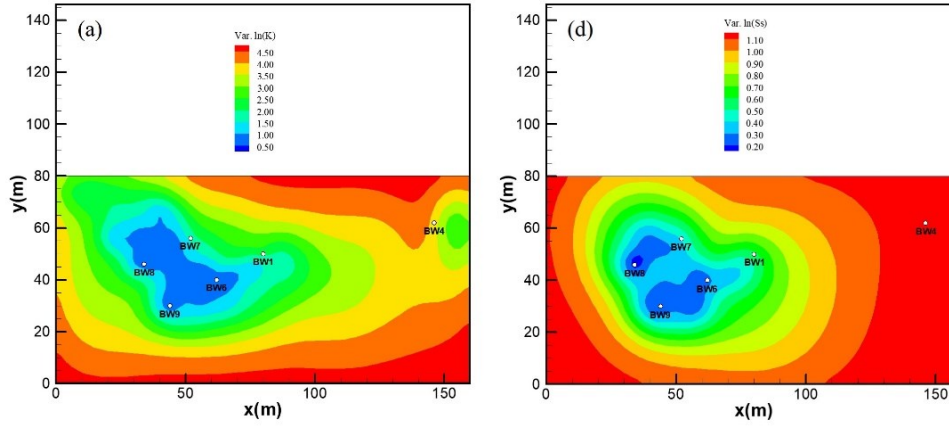 (a)
Var. ln(K)
4.50
4.00
3.50
3.00
2.50
2.00
1.50
1.00
0.50
y(m)
140
120
100
80
60
40
20
0
BW4
BW7
BW1
BW8
BW6
BW9
0
50
100
150
x(m)
(d)
Var. ln(Ss)
1.10
1.00
0.90
0.80
0.70
0.60
0.50
0.40
0.30
0.20
y(m)
140
120
100
80
60
40
20
0
BW4
BW7
BW1
BW8
BW6
BW9
0
50
100
150
x(m)